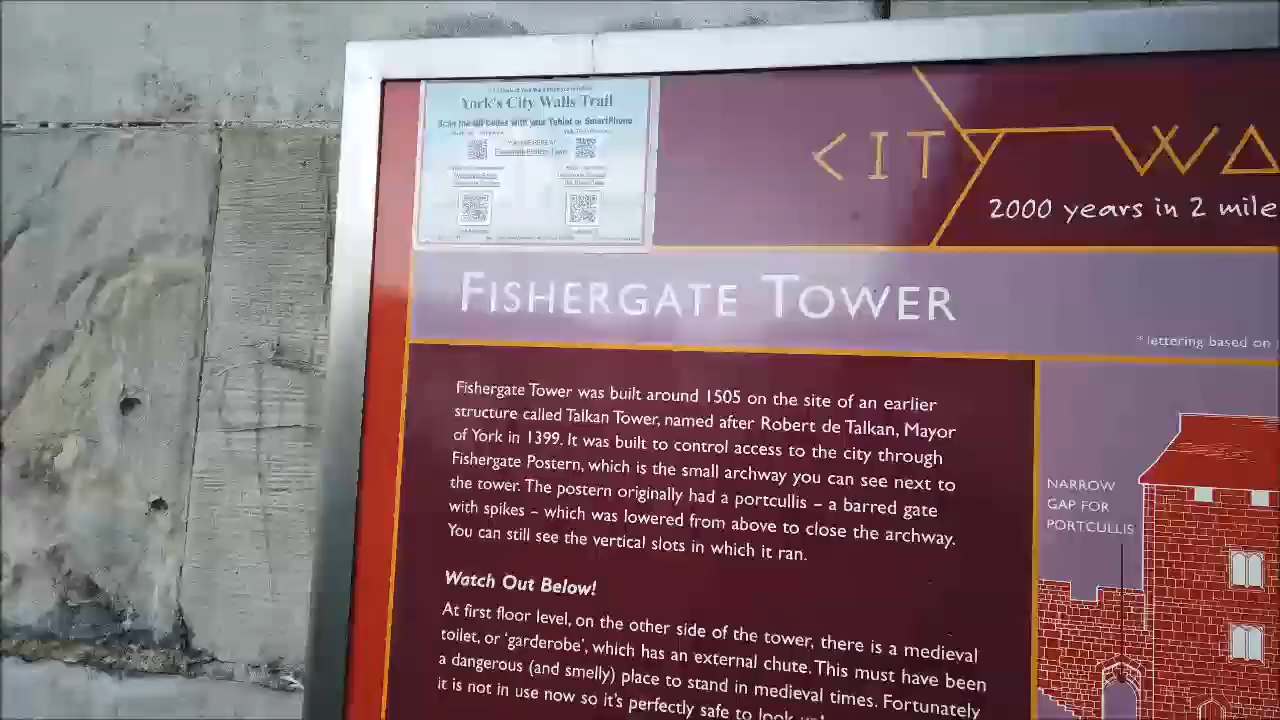 York's City Walls Trail
Scan the QR Codes with your Tablet or SmartPhone
YOU ARE HERE AT
Fishergate Postern Tower
CITY WA
2000 years in 2 mile
FISHERGATE TOWER
* lettering based on
Fishergate Tower was built around 1505 on the site of an earlier
structure called Talkan Tower, named after Robert de Talkan, Mayor
of York in 1399. It was built to control access to the city through
Fishergate Postern, which is the small archway you can see next to
the tower. The postern originally had a portcullis – a barred gate
with spikes – which was lowered from above to close the archway.
You can still see the vertical slots in which it ran.
NARROW
GAP FOR
PORTCULLIS
Watch Out Below!
At first floor level, on the other side of the tower, there is a medieval
toilet, or 'garderobe', which has an external chute. This must have been
a dangerous (and smelly) place to stand in medieval times. Fortunately
it is not in use now so it's perfectly safe to look up!